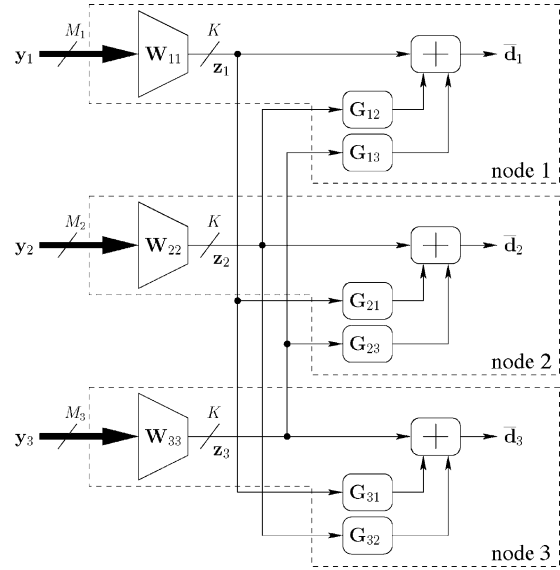 M₁ K
y₁ W₁₁ z₁ + d̄₁
G₁₂
G₁₃
node 1
M₂ K
y₂ W₂₂ z₂ + d̄₂
G₂₁
G₂₃
node 2
M₃ K
y₃ W₃₃ z₃ + d̄₃
G₃₁
G₃₂
node 3